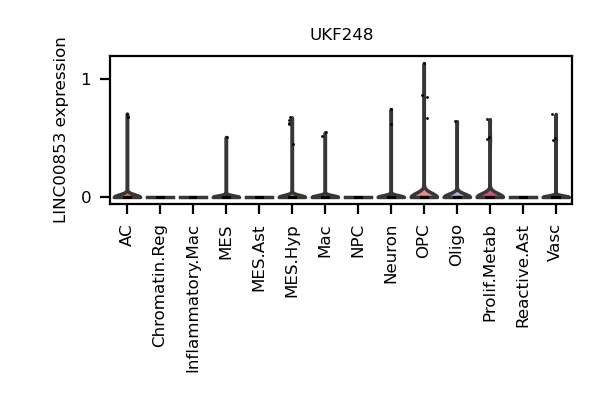 UKF248
LINC00853 expression
1
0
AC
Chromatin.Reg
Inflammatory.Mac
MES
MES.Ast
MES.Hyp
Mac
NPC
Neuron
OPC
Oligo
Prolif.Metab
Reactive.Ast
Vasc